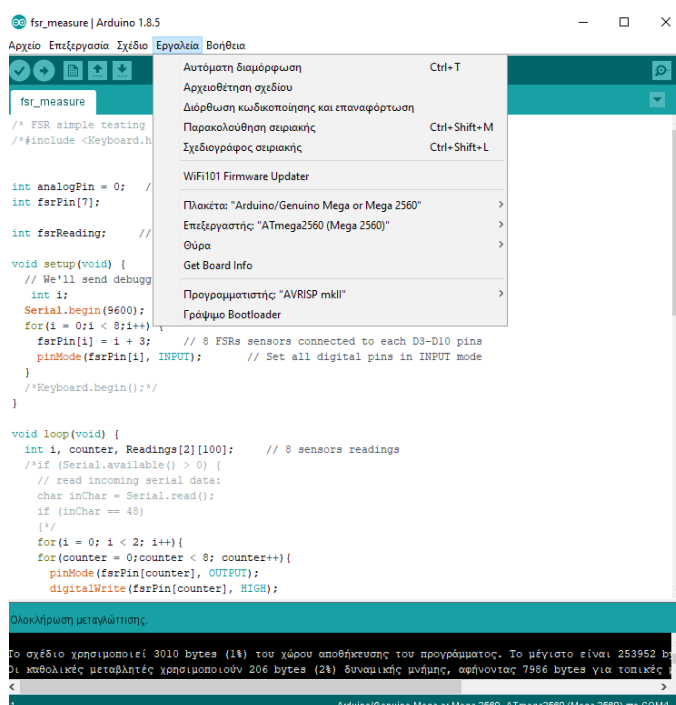 fsr_measure | Arduino 1.8.5
Αρχείο Επεξεργασία Σχέδιο Εργαλεία Βοήθεια
Αυτόματη διαμόρφωση Ctrl+T
Αρχειοθέτηση σχεδίου
Διόρθωση κωδικοποίησης και επαναφόρτωση
Παρακολούθηση σειριακής Ctrl+Shift+M
Σχεδιογράφος σειριακής Ctrl+Shift+L
WiFi101 Firmware Updater
Πλακέτα: "Arduino/Genuino Mega or Mega 2560"
Επεξεργαστής: "ATmega2560 (Mega 2560)"
Θύρα
Get Board Info
Προγραμματιστής: "AVRISP mkII"
Γράψιμο Bootloader
fsr_measure
/* FSR simple testing
/*#include <Keyboard.h
int analogPin = 0; /
int fsrPin[7];
int fsrReading; //
void setup(void) {
// We'll send debugg
int i;
Serial.begin(9600);
for(i = 0;i < 8;i++) {
fsrPin[i] = i + 3; // 8 FSRs sensors connected to each D3-D10 pins
pinMode(fsrPin[i], INPUT); // Set all digital pins in INPUT mode
}
/*Keyboard.begin();*/
}
void loop(void) {
int i, counter, Readings[2][100]; // 8 sensors readings
/*if (Serial.available() > 0) {
// read incoming serial data:
char inChar = Serial.read();
if (inChar == 48)
{*/
for(i = 0; i < 2; i++){
for(counter = 0;counter < 8; counter++){
pinMode(fsrPin[counter], OUTPUT);
digitalWrite(fsrPin[counter], HIGH);
Ολοκλήρωση μεταγλώττισης.
Το σχέδιο χρησιμοποιεί 3010 bytes (1%) του χώρου αποθήκευσης του προγράμματος. Το μέγιστο είναι 253952 by
Οι καθολικές μεταβλητές χρησιμοποιούν 206 bytes (2%) δυναμικής μνήμης, αφήνοντας 7986 bytes για τοπικές